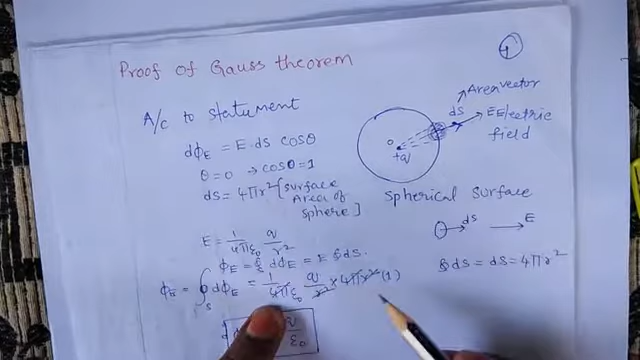 Proof of Gauss theorem
A/c to statement
dΦE = E·ds cosθ
θ=0 → cosθ=1
ds = 4πr² [surface
Area of
sphere]
E = 1/4πε₀ q/r²
ΦE = ∮ dΦE = E ∮ds.
ΦE = ∮s dΦE = 1/4πε₀ q/r² × 4πr² (1)
ε₀
Area vector
ds
E Electric
field
o
+q
spherical surface
ds E
∮ds = ds = 4πr²